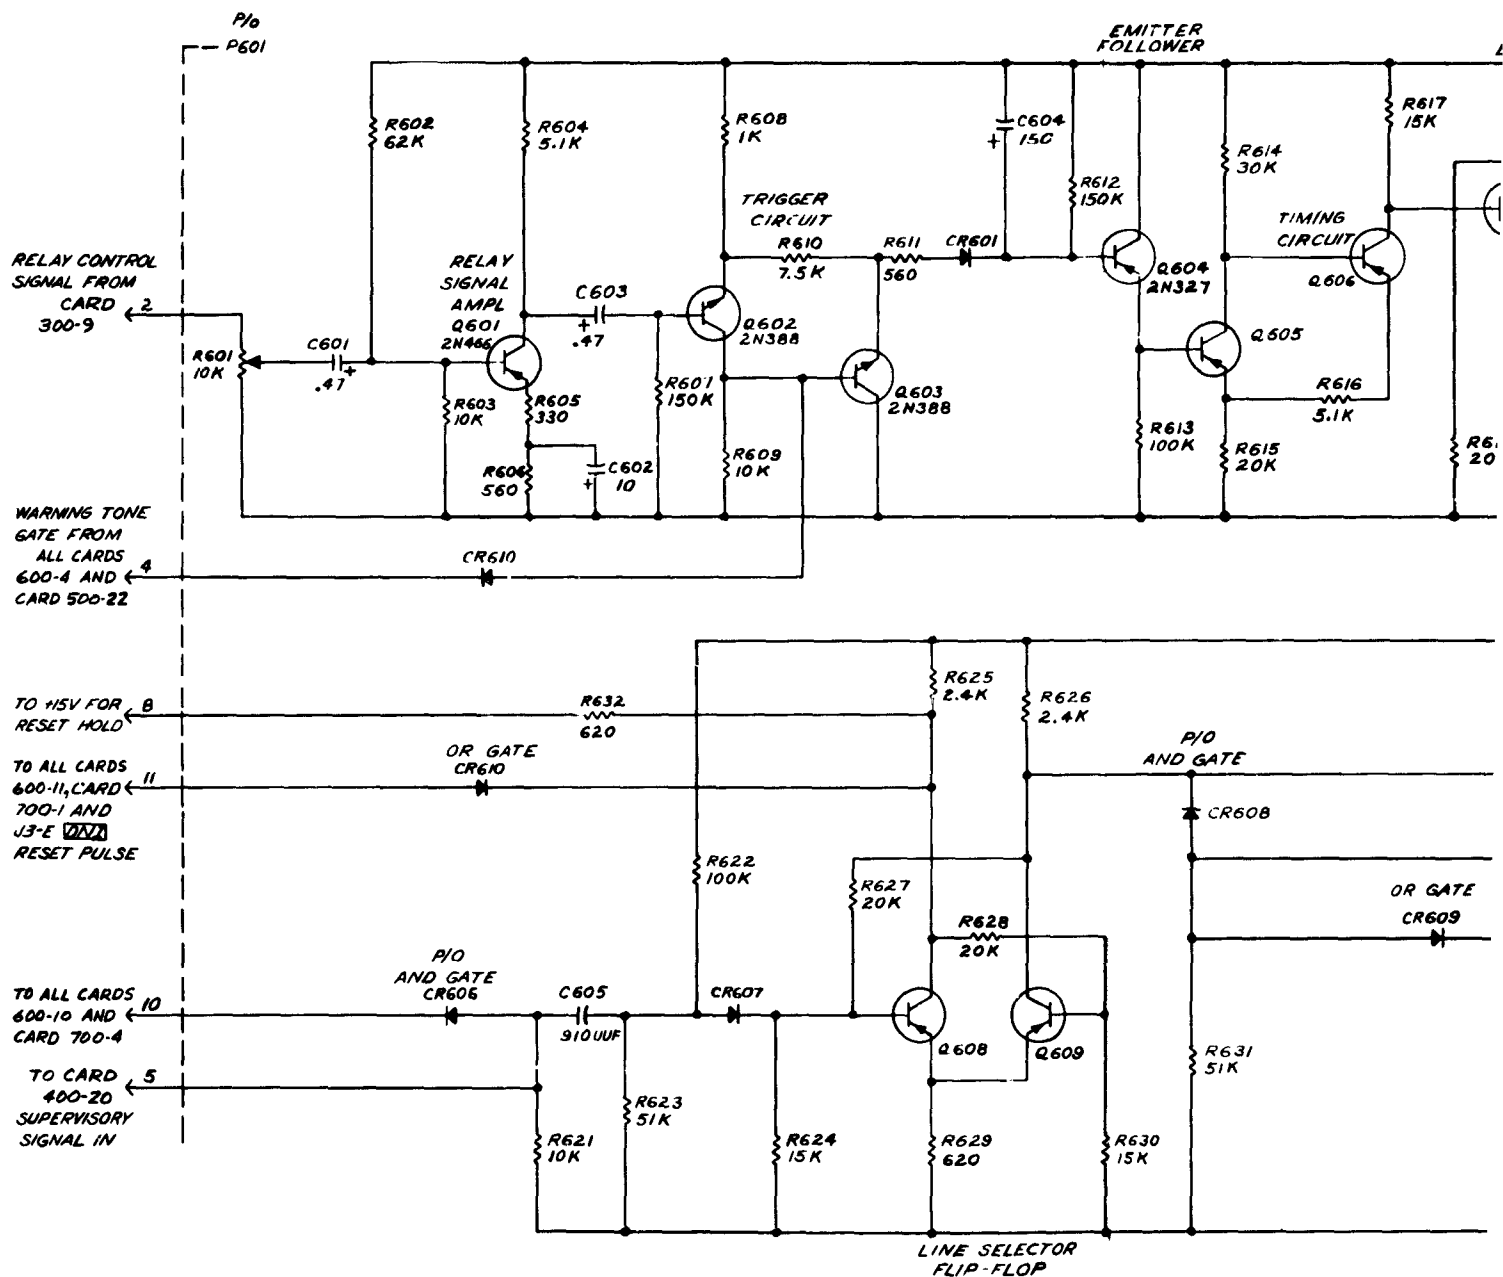 P/O
P601
EMITTER
FOLLOWER
R602
62K
R604
5.1K
R608
1K
C604
+
R612
150K
R614
30K
R617
15K
TRIGGER
CIRCUIT
R610
7.5K
R611
560
CR601
Q604
2N327
TIMING
CIRCUIT
Q606
RELAY CONTROL
SIGNAL FROM
CARD
300-9
2
RELAY
SIGNAL
AMPL
Q601
2N466
C603
+
.47
Q602
2N388
Q605
R601
10K
C601
+
.47
R603
10K
R605
330
R607
150K
Q603
2N388
R616
5.1K
R606
560
C602
10
+
R609
10K
R613
100K
R615
20K
R61
20
WARNING TONE
GATE FROM
ALL CARDS
600-4 AND
CARD 500-22
4
CR610
TO +15V FOR
RESET HOLD
8
R632
620
R625
2.4K
R626
2.4K
TO ALL CARDS
600-11, CARD
700-1 AND
J3-E
RESET PULSE
11
OR GATE
CR610
P/O
AND GATE
CR608
R622
100K
R627
20K
R628
20K
OR GATE
CR609
TO ALL CARDS
600-10 AND
CARD 700-4
10
P/O
AND GATE
CR606
C605
910UUF
CR607
Q608
Q609
TO CARD
400-20
SUPERVISORY
SIGNAL IN
5
R621
10K
R623
51K
R624
15K
R629
620
R630
15K
R631
51K
LINE SELECTOR
FLIP-FLOP